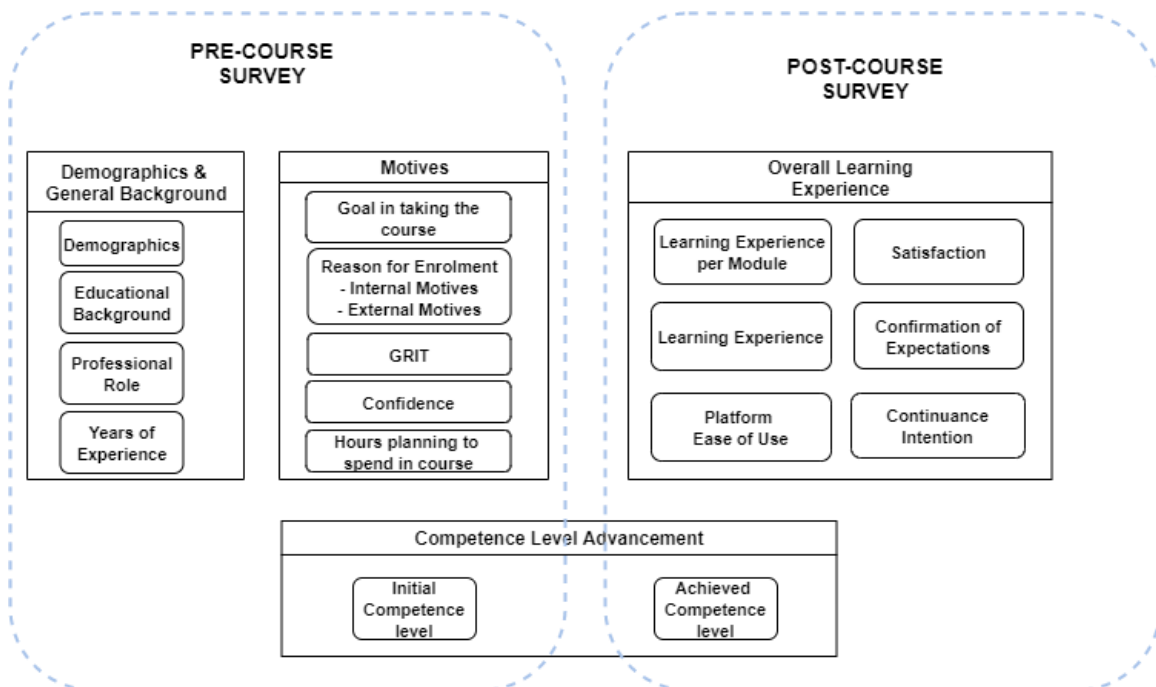 PRE-COURSE
SURVEY
Demographics &
General Background
Demographics
Educational
Background
Professional
Role
Years of
Experience
Motives
Goal in taking the
course
Reason for Enrolment
- Internal Motives
- External Motives
GRIT
Confidence
Hours planning to
spend in course
POST-COURSE
SURVEY
Overall Learning
Experience
Learning Experience
per Module
Satisfaction
Learning Experience
Confirmation of
Expectations
Platform
Ease of Use
Continuance
Intention
Competence Level Advancement
Initial
Competence
level
Achieved
Competence
level